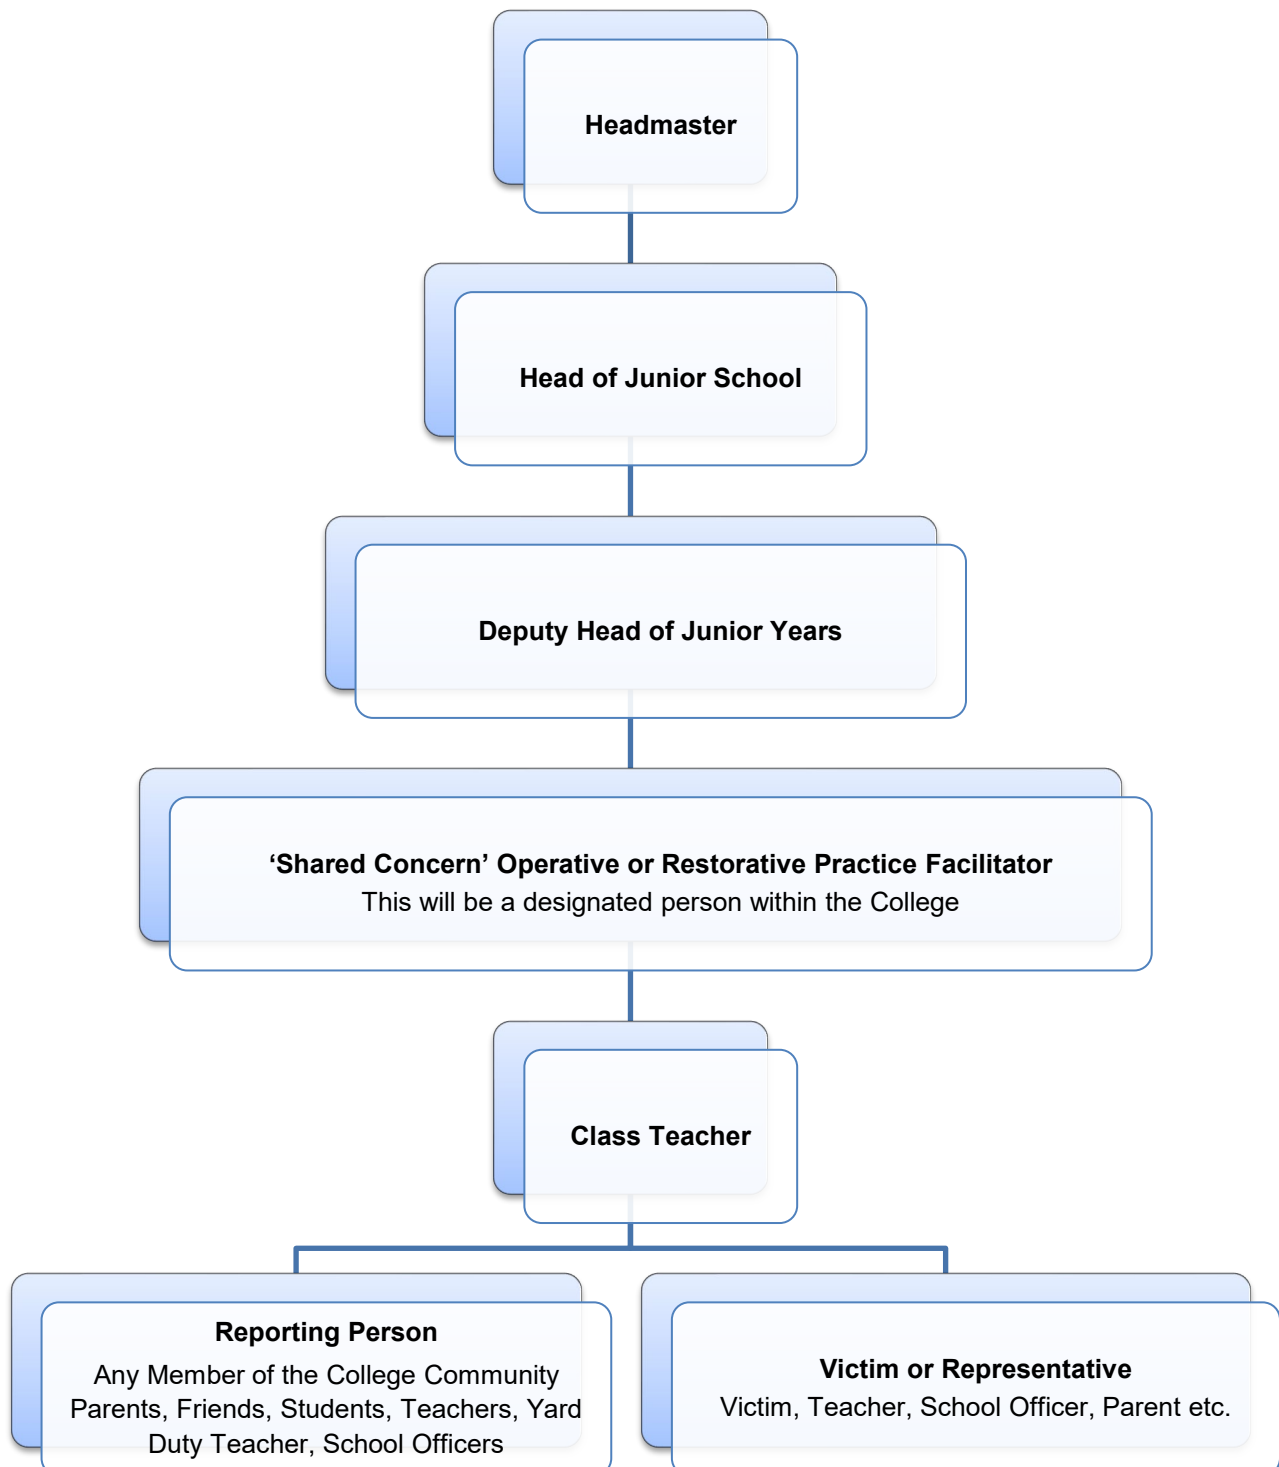 Headmaster
Head of Junior School
Deputy Head of Junior Years
‘Shared Concern’ Operative or Restorative Practice Facilitator
This will be a designated person within the College
Class Teacher
Reporting Person
Any Member of the College Community
Parents, Friends, Students, Teachers, Yard
Duty Teacher, School Officers
Victim or Representative
Victim, Teacher, School Officer, Parent etc.